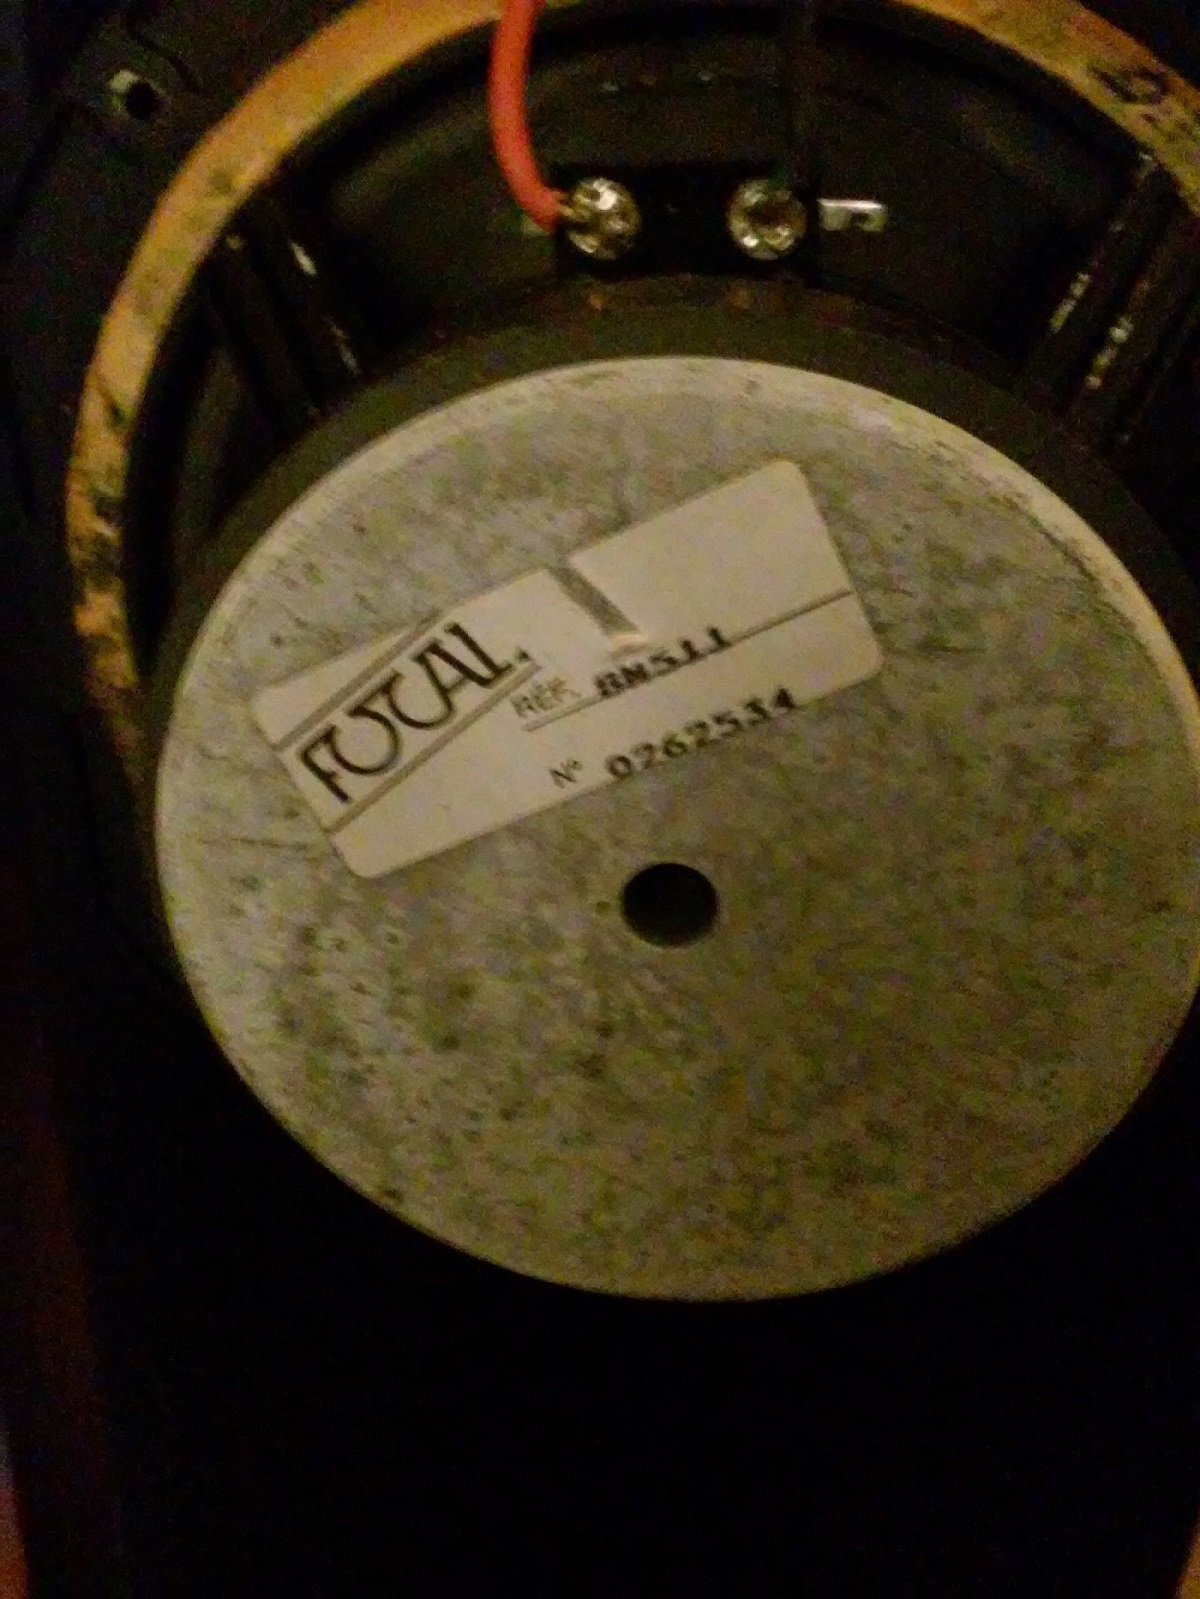 FOCAL
REF. 8N511
N° 0262534